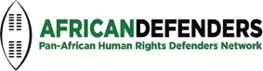 AFRICANDEFENDERS
Pan-African Human Rights Defenders Network